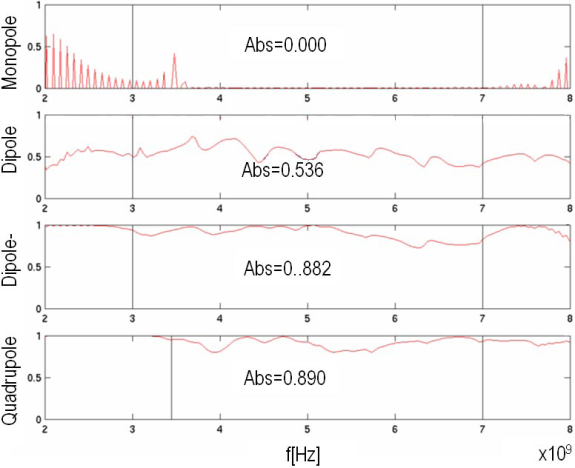 Monopole
1
0.5
0
Abs=0.000
2 3 4 5 6 7 8
Dipole
1
0.5
0
Abs=0.536
2 3 4 5 6 7 8
Dipole-
1
0.5
0
Abs=0..882
2 3 4 5 6 7 8
Quadrupole
1
0.5
0
Abs=0.890
2 3 4 5 6 7 8
f[Hz] x10⁹